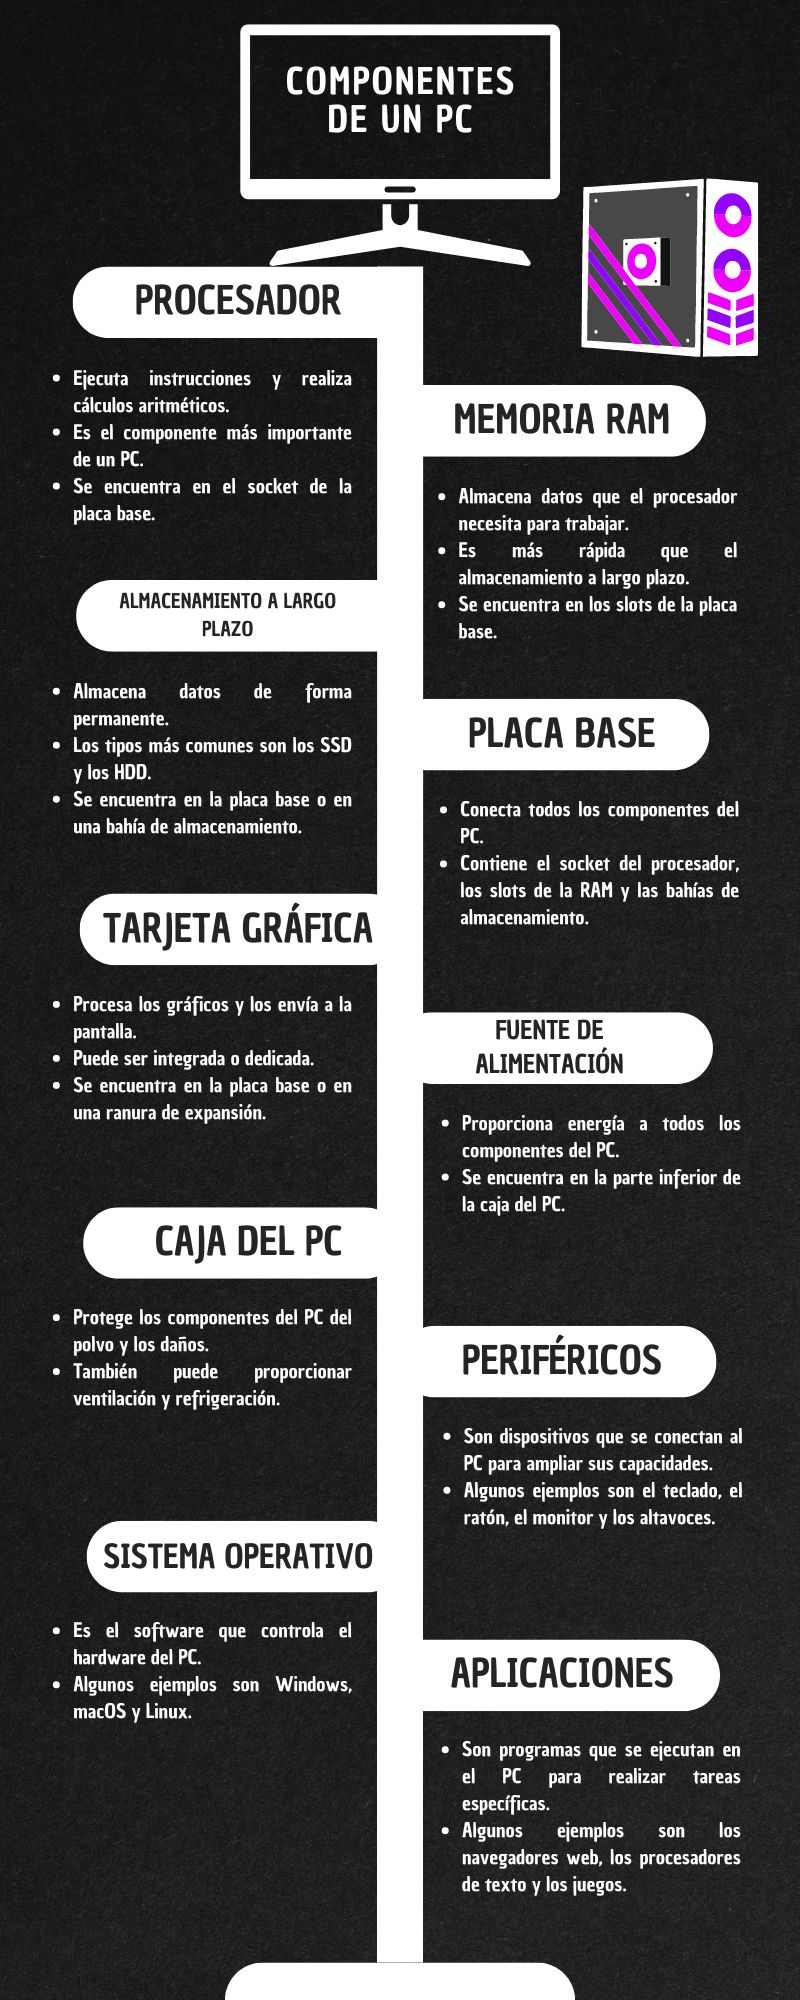 COMPONENTES
DE UN PC
PROCESADOR
• Ejecuta instrucciones y realiza
cálculos aritméticos.
• Es el componente más importante
de un PC.
• Se encuentra en el socket de la
placa base.
MEMORIA RAM
• Almacena datos que el procesador
necesita para trabajar.
• Es más rápida que el
almacenamiento a largo plazo.
• Se encuentra en los slots de la placa
base.
ALMACENAMIENTO A LARGO
PLAZO
• Almacena datos de forma
permanente.
• Los tipos más comunes son los SSD
y los HDD.
• Se encuentra en la placa base o en
una bahía de almacenamiento.
PLACA BASE
• Conecta todos los componentes del
PC.
• Contiene el socket del procesador,
los slots de la RAM y las bahías de
almacenamiento.
TARJETA GRÁFICA
• Procesa los gráficos y los envía a la
pantalla.
• Puede ser integrada o dedicada.
• Se encuentra en la placa base o en
una ranura de expansión.
FUENTE DE
ALIMENTACIÓN
• Proporciona energía a todos los
componentes del PC.
• Se encuentra en la parte inferior de
la caja del PC.
CAJA DEL PC
• Protege los componentes del PC del
polvo y los daños.
• También puede proporcionar
ventilación y refrigeración.
PERIFÉRICOS
• Son dispositivos que se conectan al
PC para ampliar sus capacidades.
• Algunos ejemplos son el teclado, el
ratón, el monitor y los altavoces.
SISTEMA OPERATIVO
• Es el software que controla el
hardware del PC.
• Algunos ejemplos son Windows,
macOS y Linux.
APLICACIONES
• Son programas que se ejecutan en
el PC para realizar tareas
específicas.
• Algunos ejemplos son los
navegadores web, los procesadores
de texto y los juegos.